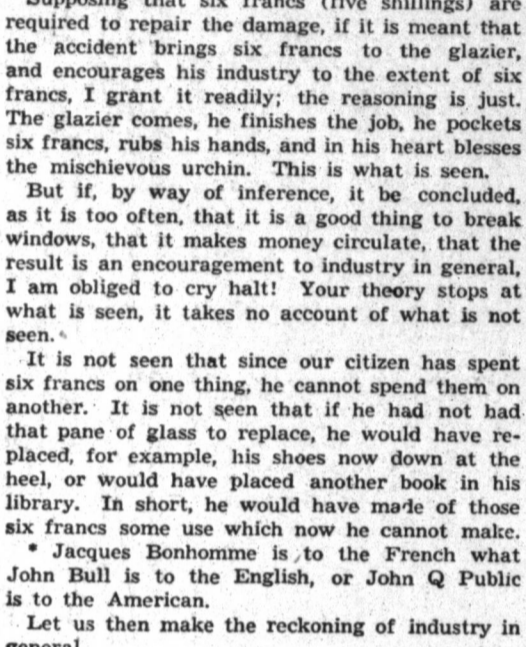 Supposing that six francs (five shillings) are
required to repair the damage, if it is meant that
the accident brings six francs to the glazier,
and encourages his industry to the extent of six
francs, I grant it readily; the reasoning is just.
The glazier comes, he finishes the job, he pockets
six francs, rubs his hands, and in his heart blesses
the mischievous urchin. This is what is seen.
But if, by way of inference, it be concluded,
as it is too often, that it is a good thing to break
windows, that it makes money circulate, that the
result is an encouragement to industry in general,
I am obliged to cry halt! Your theory stops at
what is seen, it takes no account of what is not
seen.
It is not seen that since our citizen has spent
six francs on one thing, he cannot spend them on
another. It is not seen that if he had not had
that pane of glass to replace, he would have re-
placed, for example, his shoes now down at the
heel, or would have placed another book in his
library. In short, he would have made of those
six francs some use which now he cannot make.
* Jacques Bonhomme is to the French what
John Bull is to the English, or John Q Public
is to the American.
Let us then make the reckoning of industry in
general